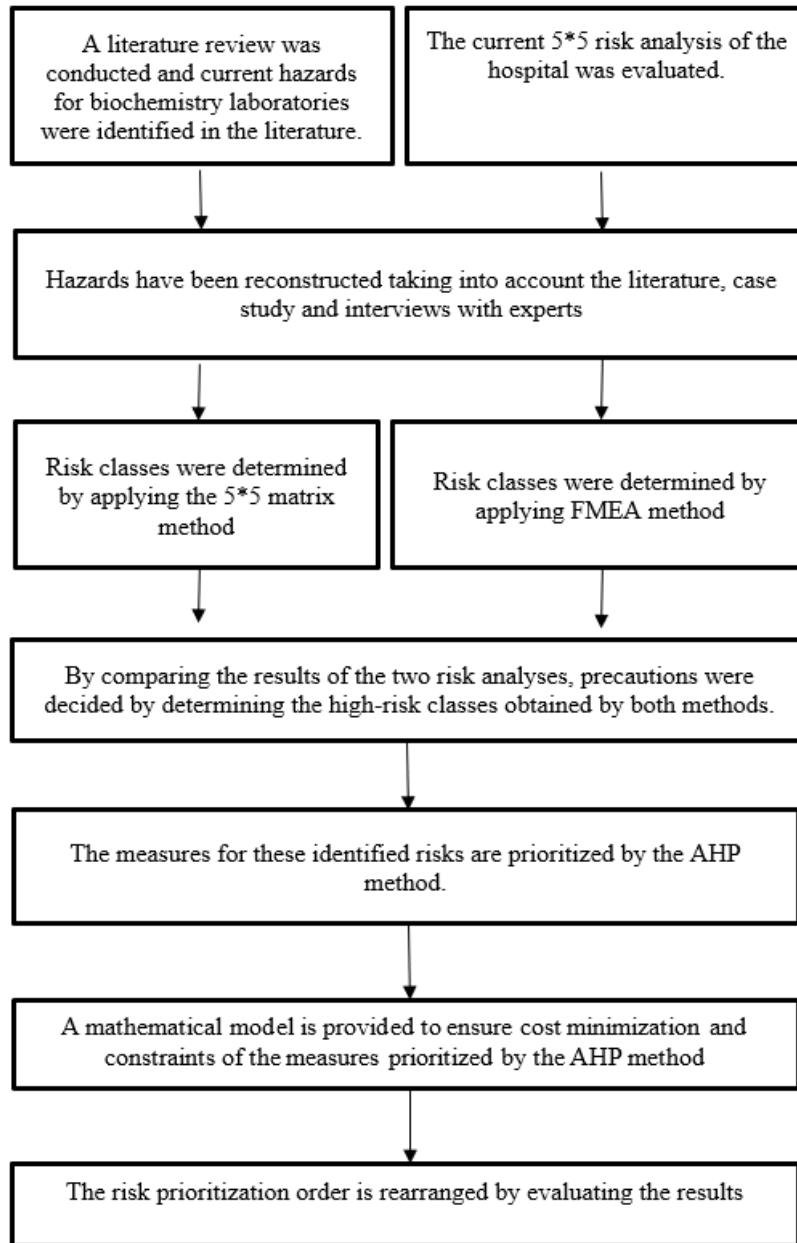 A literature review was
conducted and current hazards
for biochemistry laboratories
were identified in the literature.
The current 5*5 risk analysis of the
hospital was evaluated.
Hazards have been reconstructed taking into account the literature, case
study and interviews with experts
Risk classes were determined
by applying the 5*5 matrix
method
Risk classes were determined by
applying FMEA method
By comparing the results of the two risk analyses, precautions were
decided by determining the high-risk classes obtained by both methods.
The measures for these identified risks are prioritized by the AHP
method.
A mathematical model is provided to ensure cost minimization and
constraints of the measures prioritized by the AHP method
The risk prioritization order is rearranged by evaluating the results